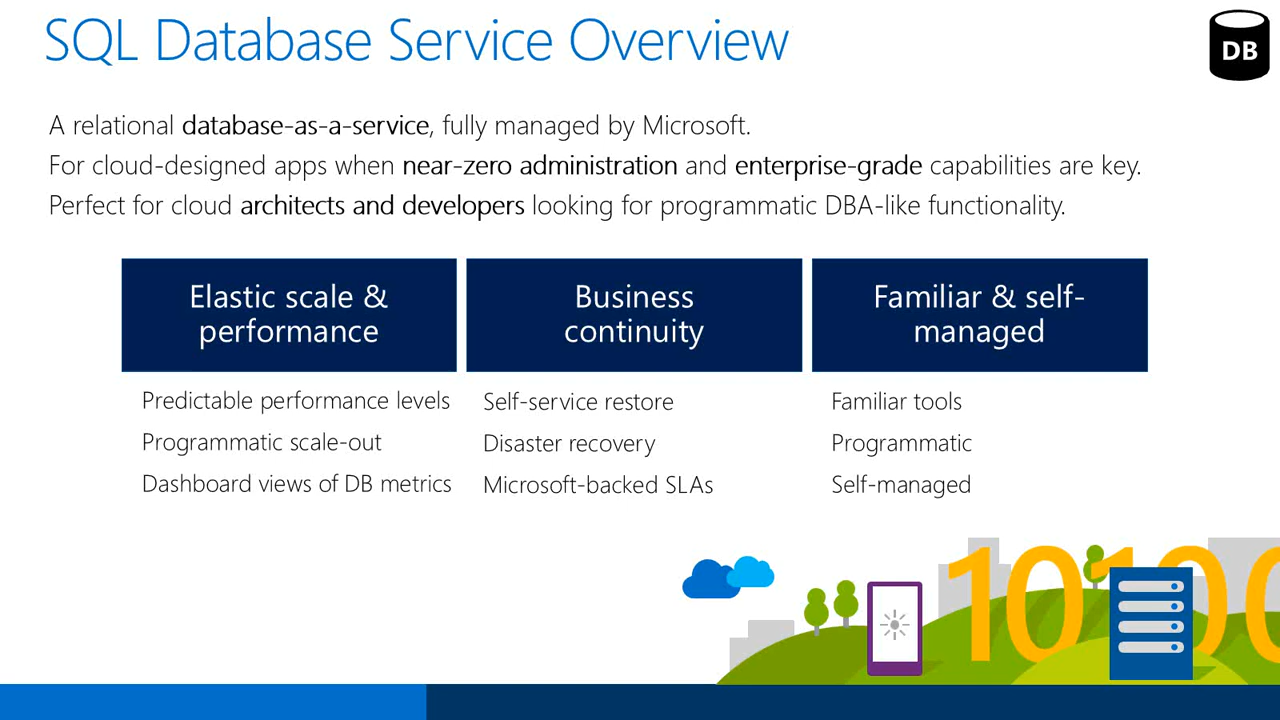 SQL Database Service Overview
DB
A relational database-as-a-service, fully managed by Microsoft.
For cloud-designed apps when near-zero administration and enterprise-grade capabilities are key.
Perfect for cloud architects and developers looking for programmatic DBA-like functionality.
Elastic scale &
performance
Predictable performance levels
Programmatic scale-out
Dashboard views of DB metrics
Business
continuity
Self-service restore
Disaster recovery
Microsoft-backed SLAs
Familiar & self-
managed
Familiar tools
Programmatic
Self-managed
10100